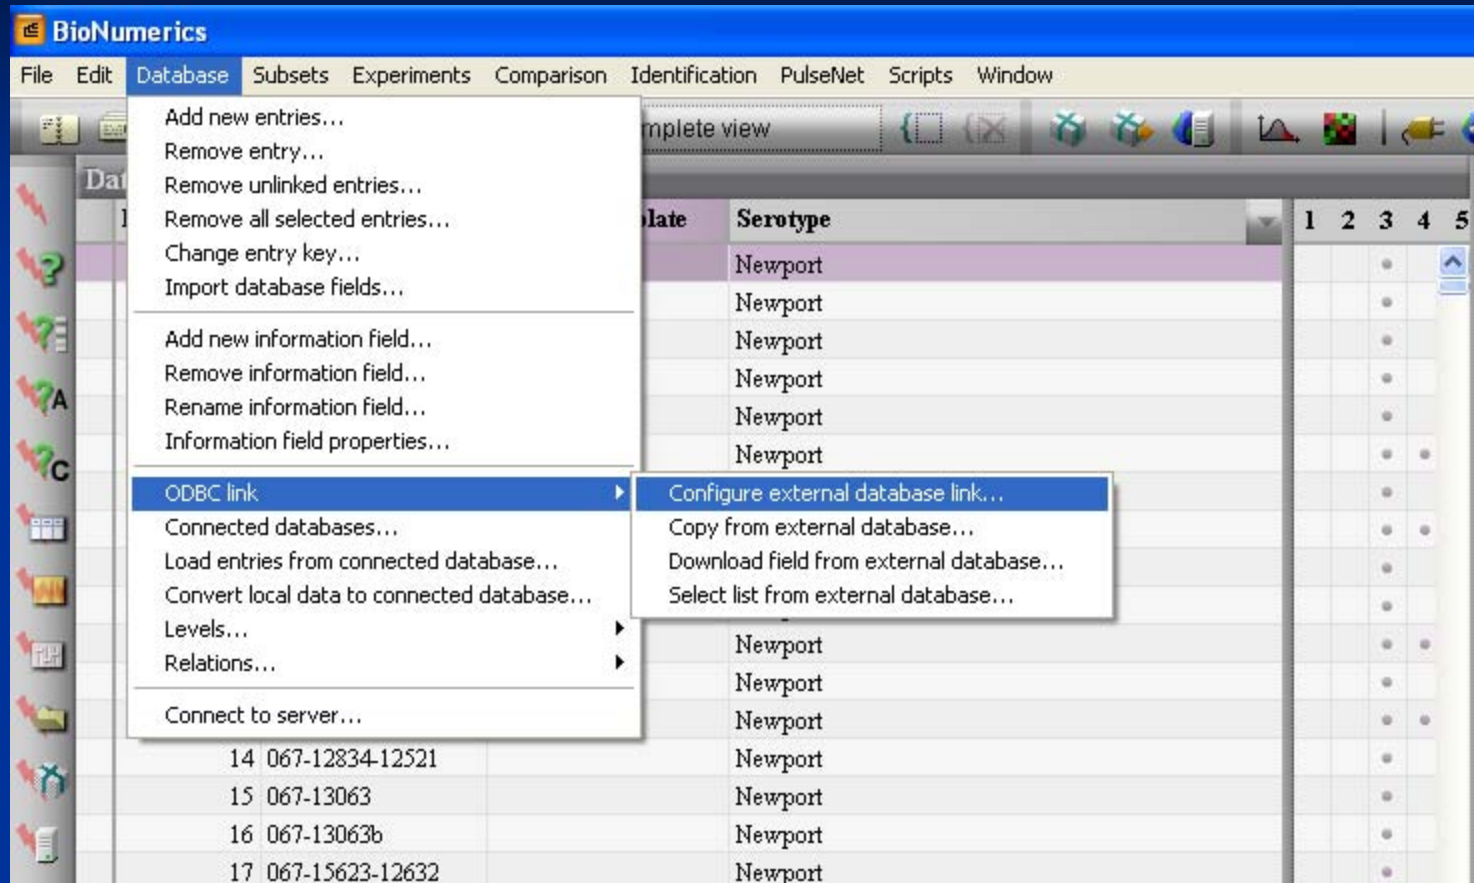 BioNumerics
File Edit Database Subsets Experiments Comparison Identification PulseNet Scripts Window
Add new entries...
Remove entry...
Remove unlinked entries...
Remove all selected entries...
Change entry key...
Import database fields...
Add new information field...
Remove information field...
Rename information field...
Information field properties...
ODBC link
Connected databases...
Load entries from connected database...
Convert local data to connected database...
Levels...
Relations...
Connect to server...
Configure external database link...
Copy from external database...
Download field from external database...
Select list from external database...
view
Serotype 1 2 3 4 5
Newport
Newport
Newport
Newport
Newport
Newport
Newport
Newport
Newport
14 067-12834-12521 Newport
15 067-13063 Newport
16 067-13063b Newport
17 067-15623-12632 Newport